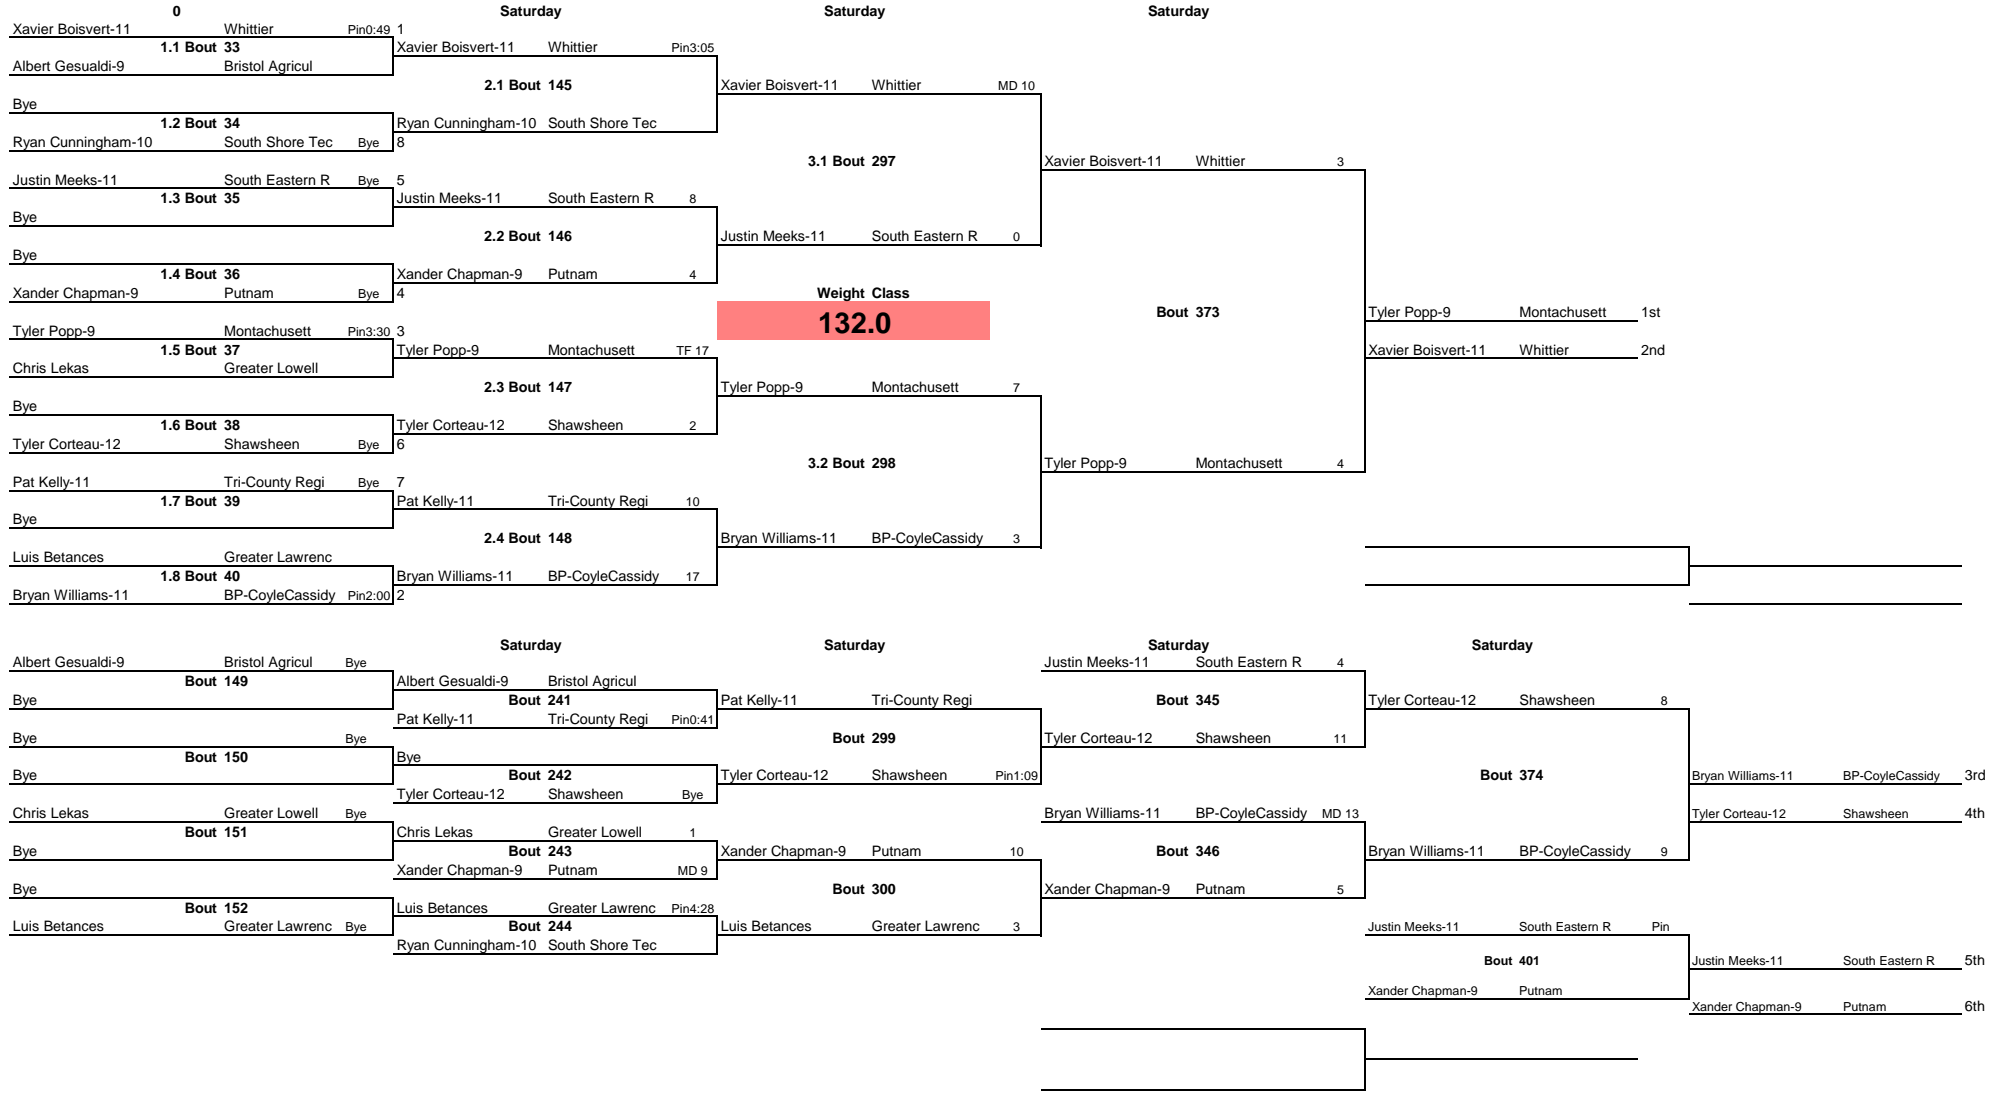 0 Saturday Saturday Saturday
Xavier Boisvert-11 Whittier Pin0:49 1
1.1 Bout 33 Xavier Boisvert-11 Whittier Pin3:05
Albert Gesualdi-9 Bristol Agricul
2.1 Bout 145 Xavier Boisvert-11 Whittier MD 10
Bye
1.2 Bout 34 Ryan Cunningham-10 South Shore Tec
Ryan Cunningham-10 South Shore Tec Bye 8
3.1 Bout 297 Xavier Boisvert-11 Whittier 3
Justin Meeks-11 South Eastern R Bye 5
1.3 Bout 35 Justin Meeks-11 South Eastern R 8
Bye
2.2 Bout 146 Justin Meeks-11 South Eastern R 0
Bye
1.4 Bout 36 Xander Chapman-9 Putnam 4
Xander Chapman-9 Putnam Bye 4 Weight Class
Bout 373 Tyler Popp-9 Montachusett 1st
132.0
Tyler Popp-9 Montachusett Pin3:30 3
1.5 Bout 37 Tyler Popp-9 Montachusett TF 17 Xavier Boisvert-11 Whittier 2nd
Chris Lekas Greater Lowell
2.3 Bout 147 Tyler Popp-9 Montachusett 7
Bye
1.6 Bout 38 Tyler Corteau-12 Shawsheen 2
Tyler Corteau-12 Shawsheen Bye 6
3.2 Bout 298 Tyler Popp-9 Montachusett 4
Pat Kelly-11 Tri-County Regi Bye 7
1.7 Bout 39 Pat Kelly-11 Tri-County Regi 10
Bye
2.4 Bout 148 Bryan Williams-11 BP-CoyleCassidy 3
Luis Betances Greater Lawrenc
1.8 Bout 40 Bryan Williams-11 BP-CoyleCassidy 17
Bryan Williams-11 BP-CoyleCassidy Pin2:00 2
Saturday Saturday Saturday Saturday
Albert Gesualdi-9 Bristol Agricul Bye Justin Meeks-11 South Eastern R 4
Bout 149 Albert Gesualdi-9 Bristol Agricul
Bye Bout 241 Pat Kelly-11 Tri-County Regi Bout 345 Tyler Corteau-12 Shawsheen 8
Pat Kelly-11 Tri-County Regi Pin0:41
Bye Bye Bout 299 Tyler Corteau-12 Shawsheen 11
Bout 150 Bye
Bye Bout 242 Tyler Corteau-12 Shawsheen Pin1:09 Bout 374 Bryan Williams-11 BP-CoyleCassidy 3rd
Tyler Corteau-12 Shawsheen Bye
Chris Lekas Greater Lowell Bye Bryan Williams-11 BP-CoyleCassidy MD 13 Tyler Corteau-12 Shawsheen 4th
Bout 151 Chris Lekas Greater Lowell 1
Bye Bout 243 Xander Chapman-9 Putnam 10 Bout 346 Bryan Williams-11 BP-CoyleCassidy 9
Xander Chapman-9 Putnam MD 9
Bye Bout 300 Xander Chapman-9 Putnam 5
Bout 152 Luis Betances Greater Lawrenc Pin4:28
Luis Betances Greater Lawrenc Bye Bout 244 Luis Betances Greater Lawrenc 3 Justin Meeks-11 South Eastern R Pin
Ryan Cunningham-10 South Shore Tec
Bout 401 Justin Meeks-11 South Eastern R 5th
Xander Chapman-9 Putnam
Xander Chapman-9 Putnam 6th